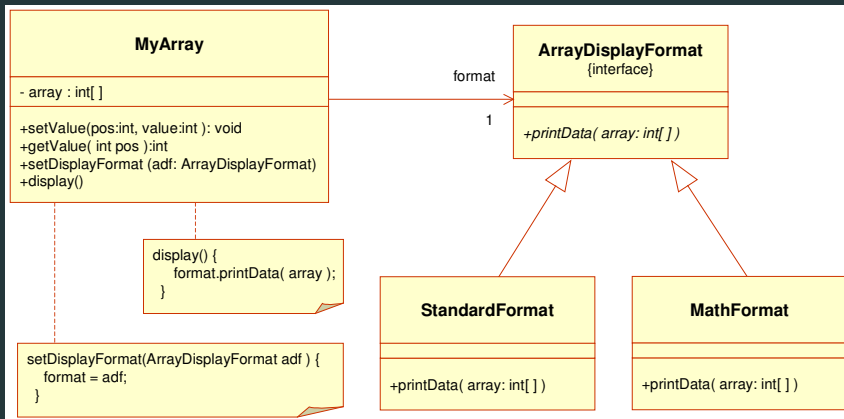 MyArray
- array : int[ ]
+setValue(pos:int, value:int ): void
+getValue( int pos ):int
+setDisplayFormat (adf: ArrayDisplayFormat)
+display()
format
1
ArrayDisplayFormat
{interface}
+printData( array: int[ ] )
display() {
format.printData( array );
}
setDisplayFormat(ArrayDisplayFormat adf ) {
format = adf;
}
StandardFormat
+printData( array: int[ ] )
MathFormat
+printData( array: int[ ] )